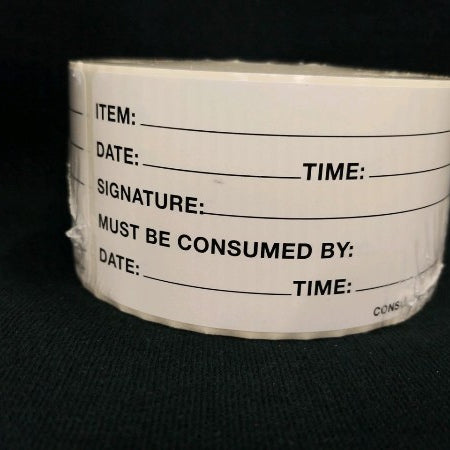 ITEM:
DATE: TIME:
SIGNATURE:
MUST BE CONSUMED BY:
DATE: TIME: